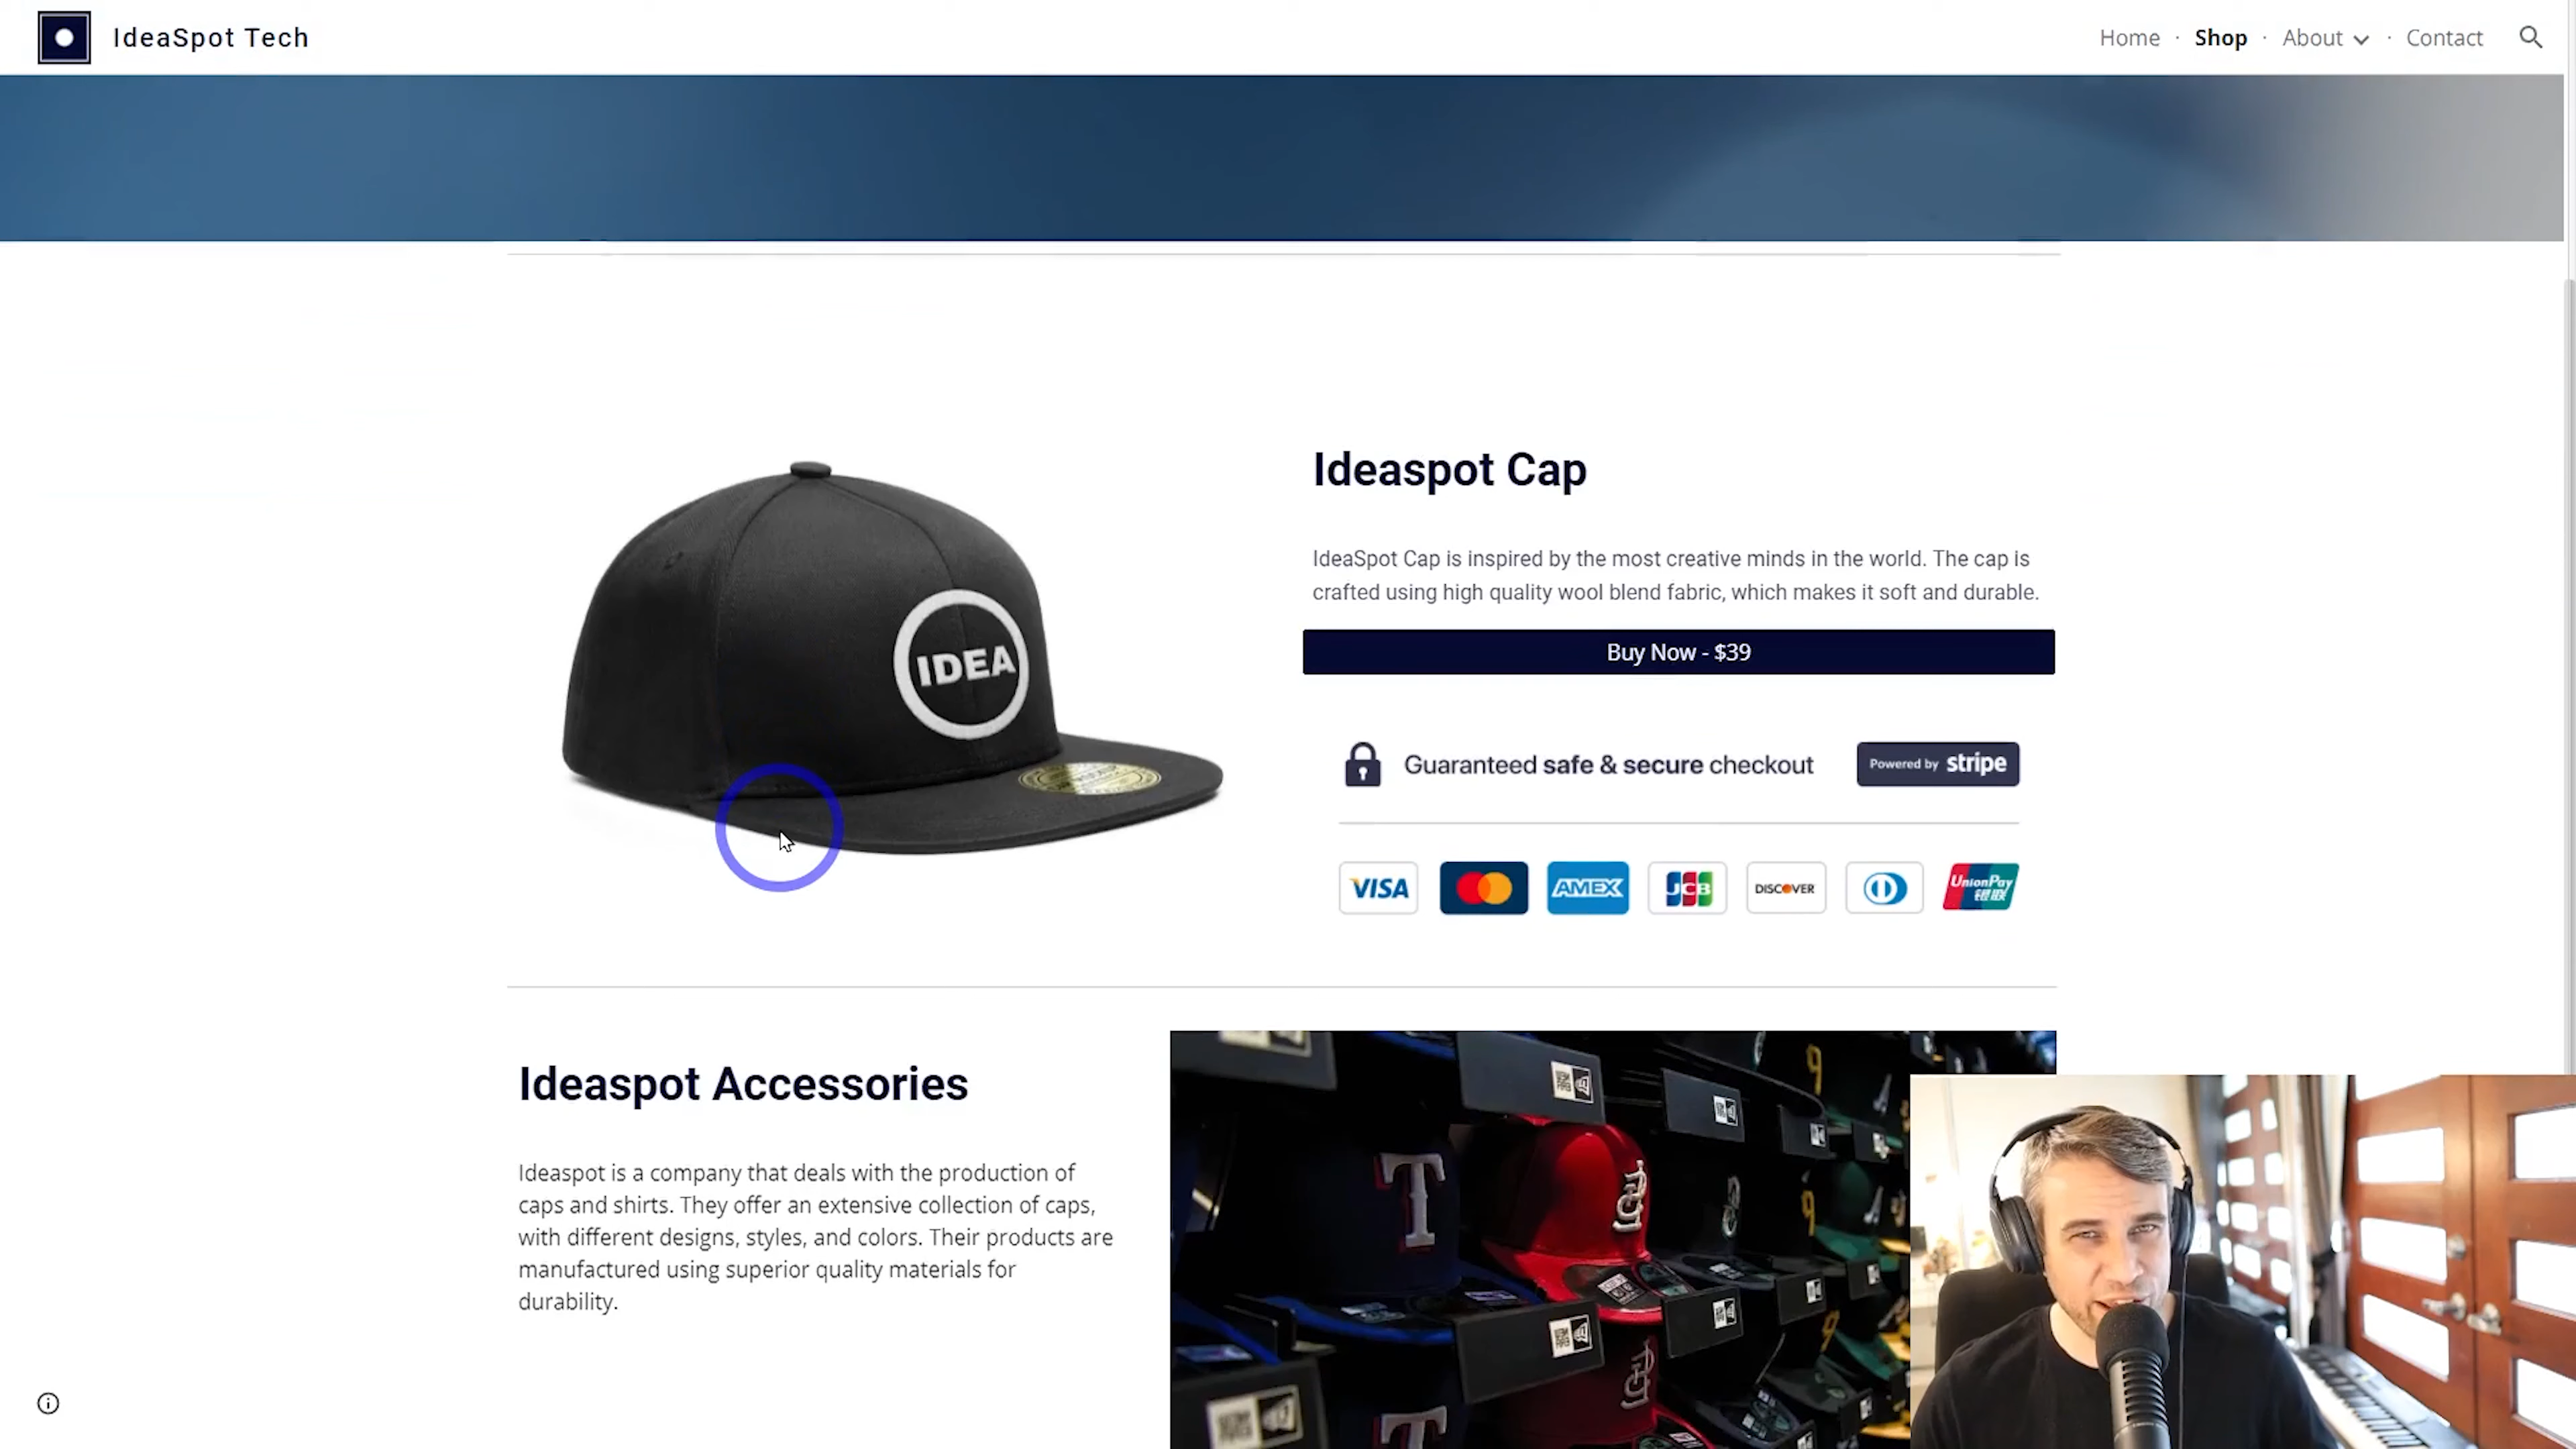 IdeaSpot Tech
Home · Shop · About · Contact
IDEA
Ideaspot Cap
IdeaSpot Cap is inspired by the most creative minds in the world. The cap is
crafted using high quality wool blend fabric, which makes it soft and durable.
Buy Now - $39
Guaranteed safe & secure checkout
Powered by stripe
VISA
AMEX
JCB
DISCOVER
UnionPay
银联
Ideaspot Accessories
Ideaspot is a company that deals with the production of
caps and shirts. They offer an extensive collection of caps,
with different designs, styles, and colors. Their products are
manufactured using superior quality materials for
durability.
T
T